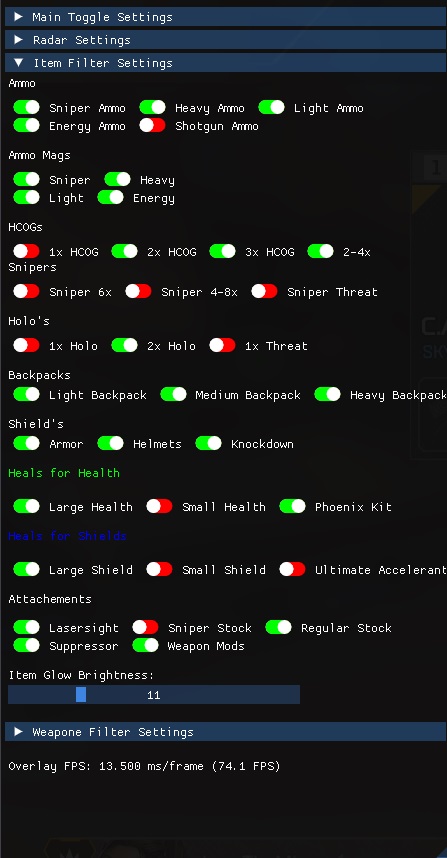 Main Toggle Settings
Radar Settings
Item Filter Settings
Ammo
Sniper Ammo Heavy Ammo Light Ammo
Energy Ammo Shotgun Ammo
Ammo Mags
Sniper Heavy
Light Energy
HCOGs
1x HCOG 2x HCOG 3x HCOG 2-4x
Snipers
Sniper 6x Sniper 4-8x Sniper Threat
Holo's
1x Holo 2x Holo 1x Threat
Backpacks
Light Backpack Medium Backpack Heavy Backpack
Shield's
Armor Helmets Knockdown
Heals for Health
Large Health Small Health Phoenix Kit
Heals for Shields
Large Shield Small Shield Ultimate Accelerant
Attachements
Lasersight Sniper Stock Regular Stock
Suppressor Weapon Mods
Item Glow Brightness:
11
Weapone Filter Settings
Overlay FPS: 13.500 ms/frame (74.1 FPS)